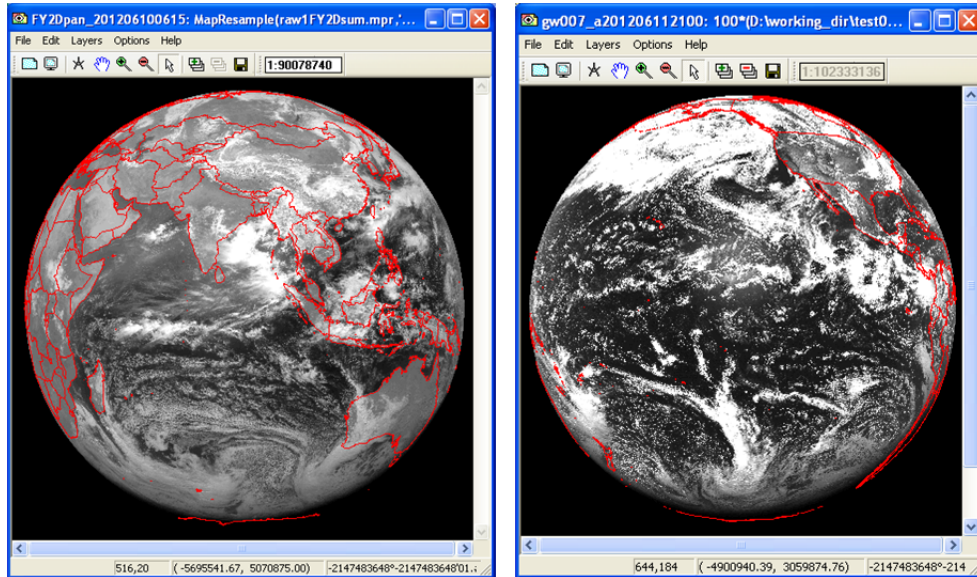 FY2Dpan_201206100615: MapResample(raw1FY2Dsum.mpr,'...
File Edit Layers Options Help
1:90078740
516,20 (-5695541.67, 5070875.00) -2147483648°-2147483648'01.
gw007_a201206112100: 100*(D:\working_dir\test0...
File Edit Layers Options Help
1:102333136
644,184 (-4900940.39, 3059874.76) -2147483648°-214